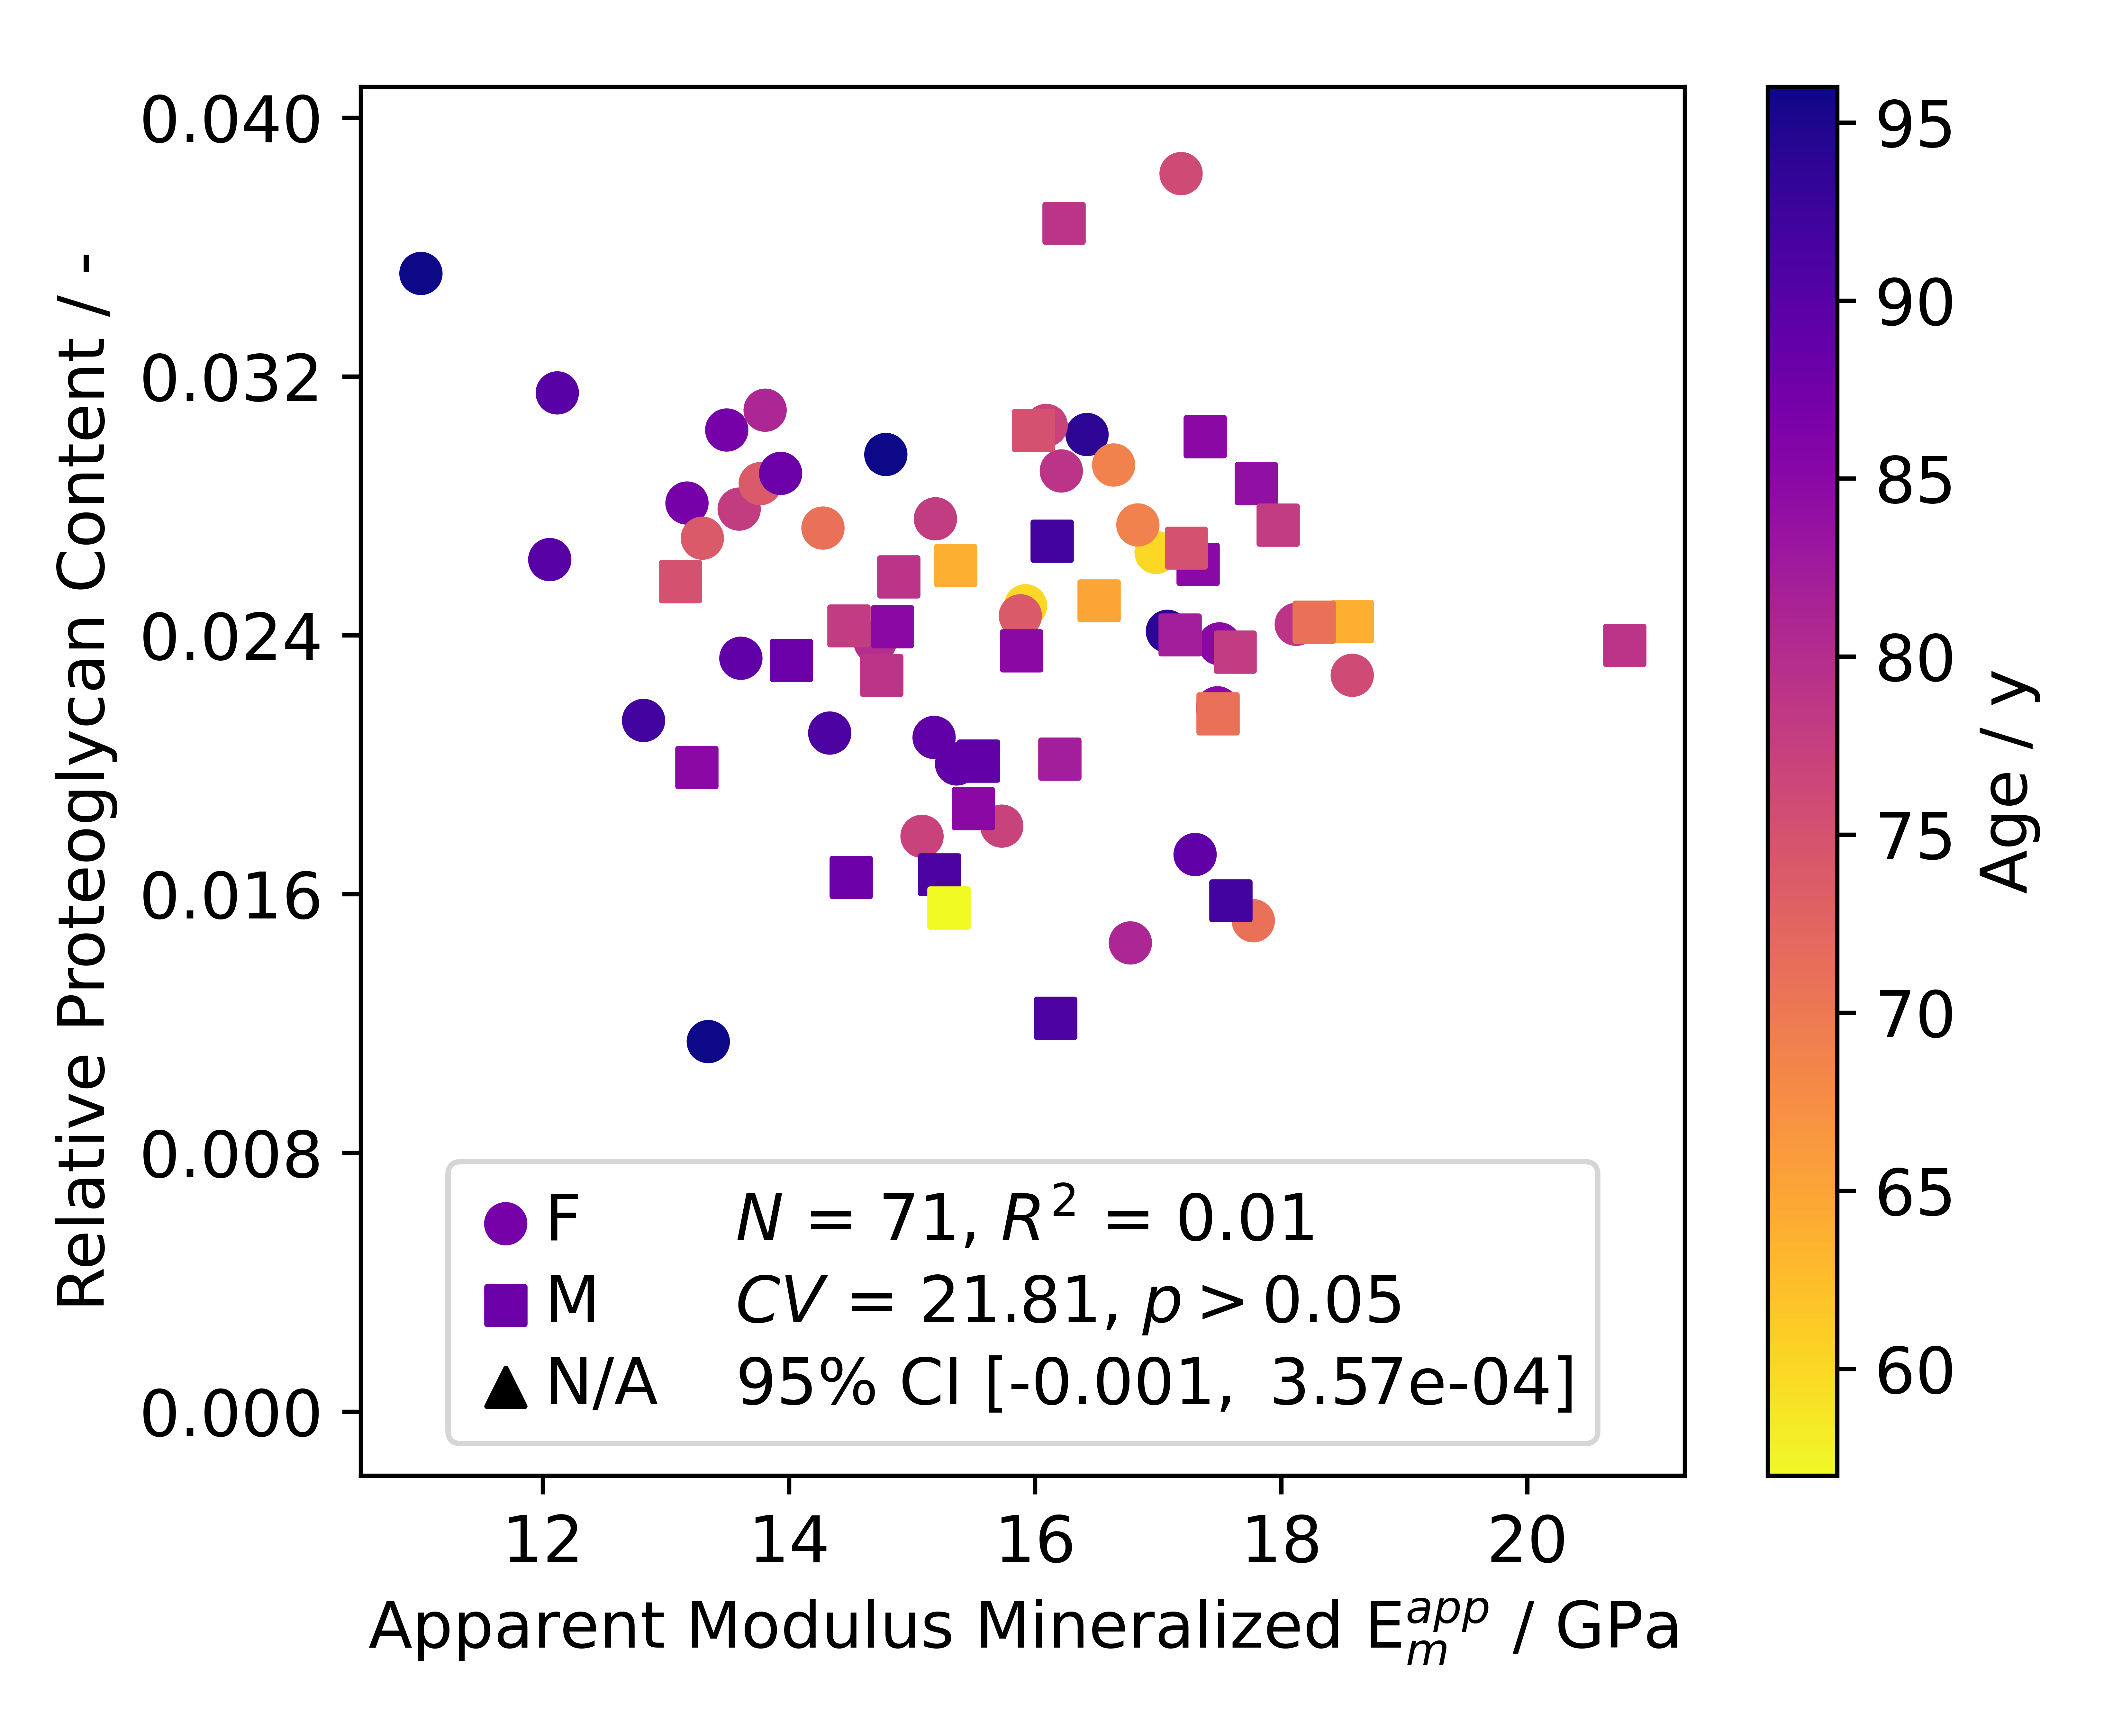 Relative Proteoglycan Content / -
0.040
0.032
0.024
0.016
0.008
0.000
F
M
N/A
N = 71, R² = 0.01
CV = 21.81, p > 0.05
95% CI [-0.001, 3.57e-04]
12 14 16 18 20
Apparent Modulus Mineralized E_m^app / GPa
95
90
85
80
75
70
65
60
Age / y